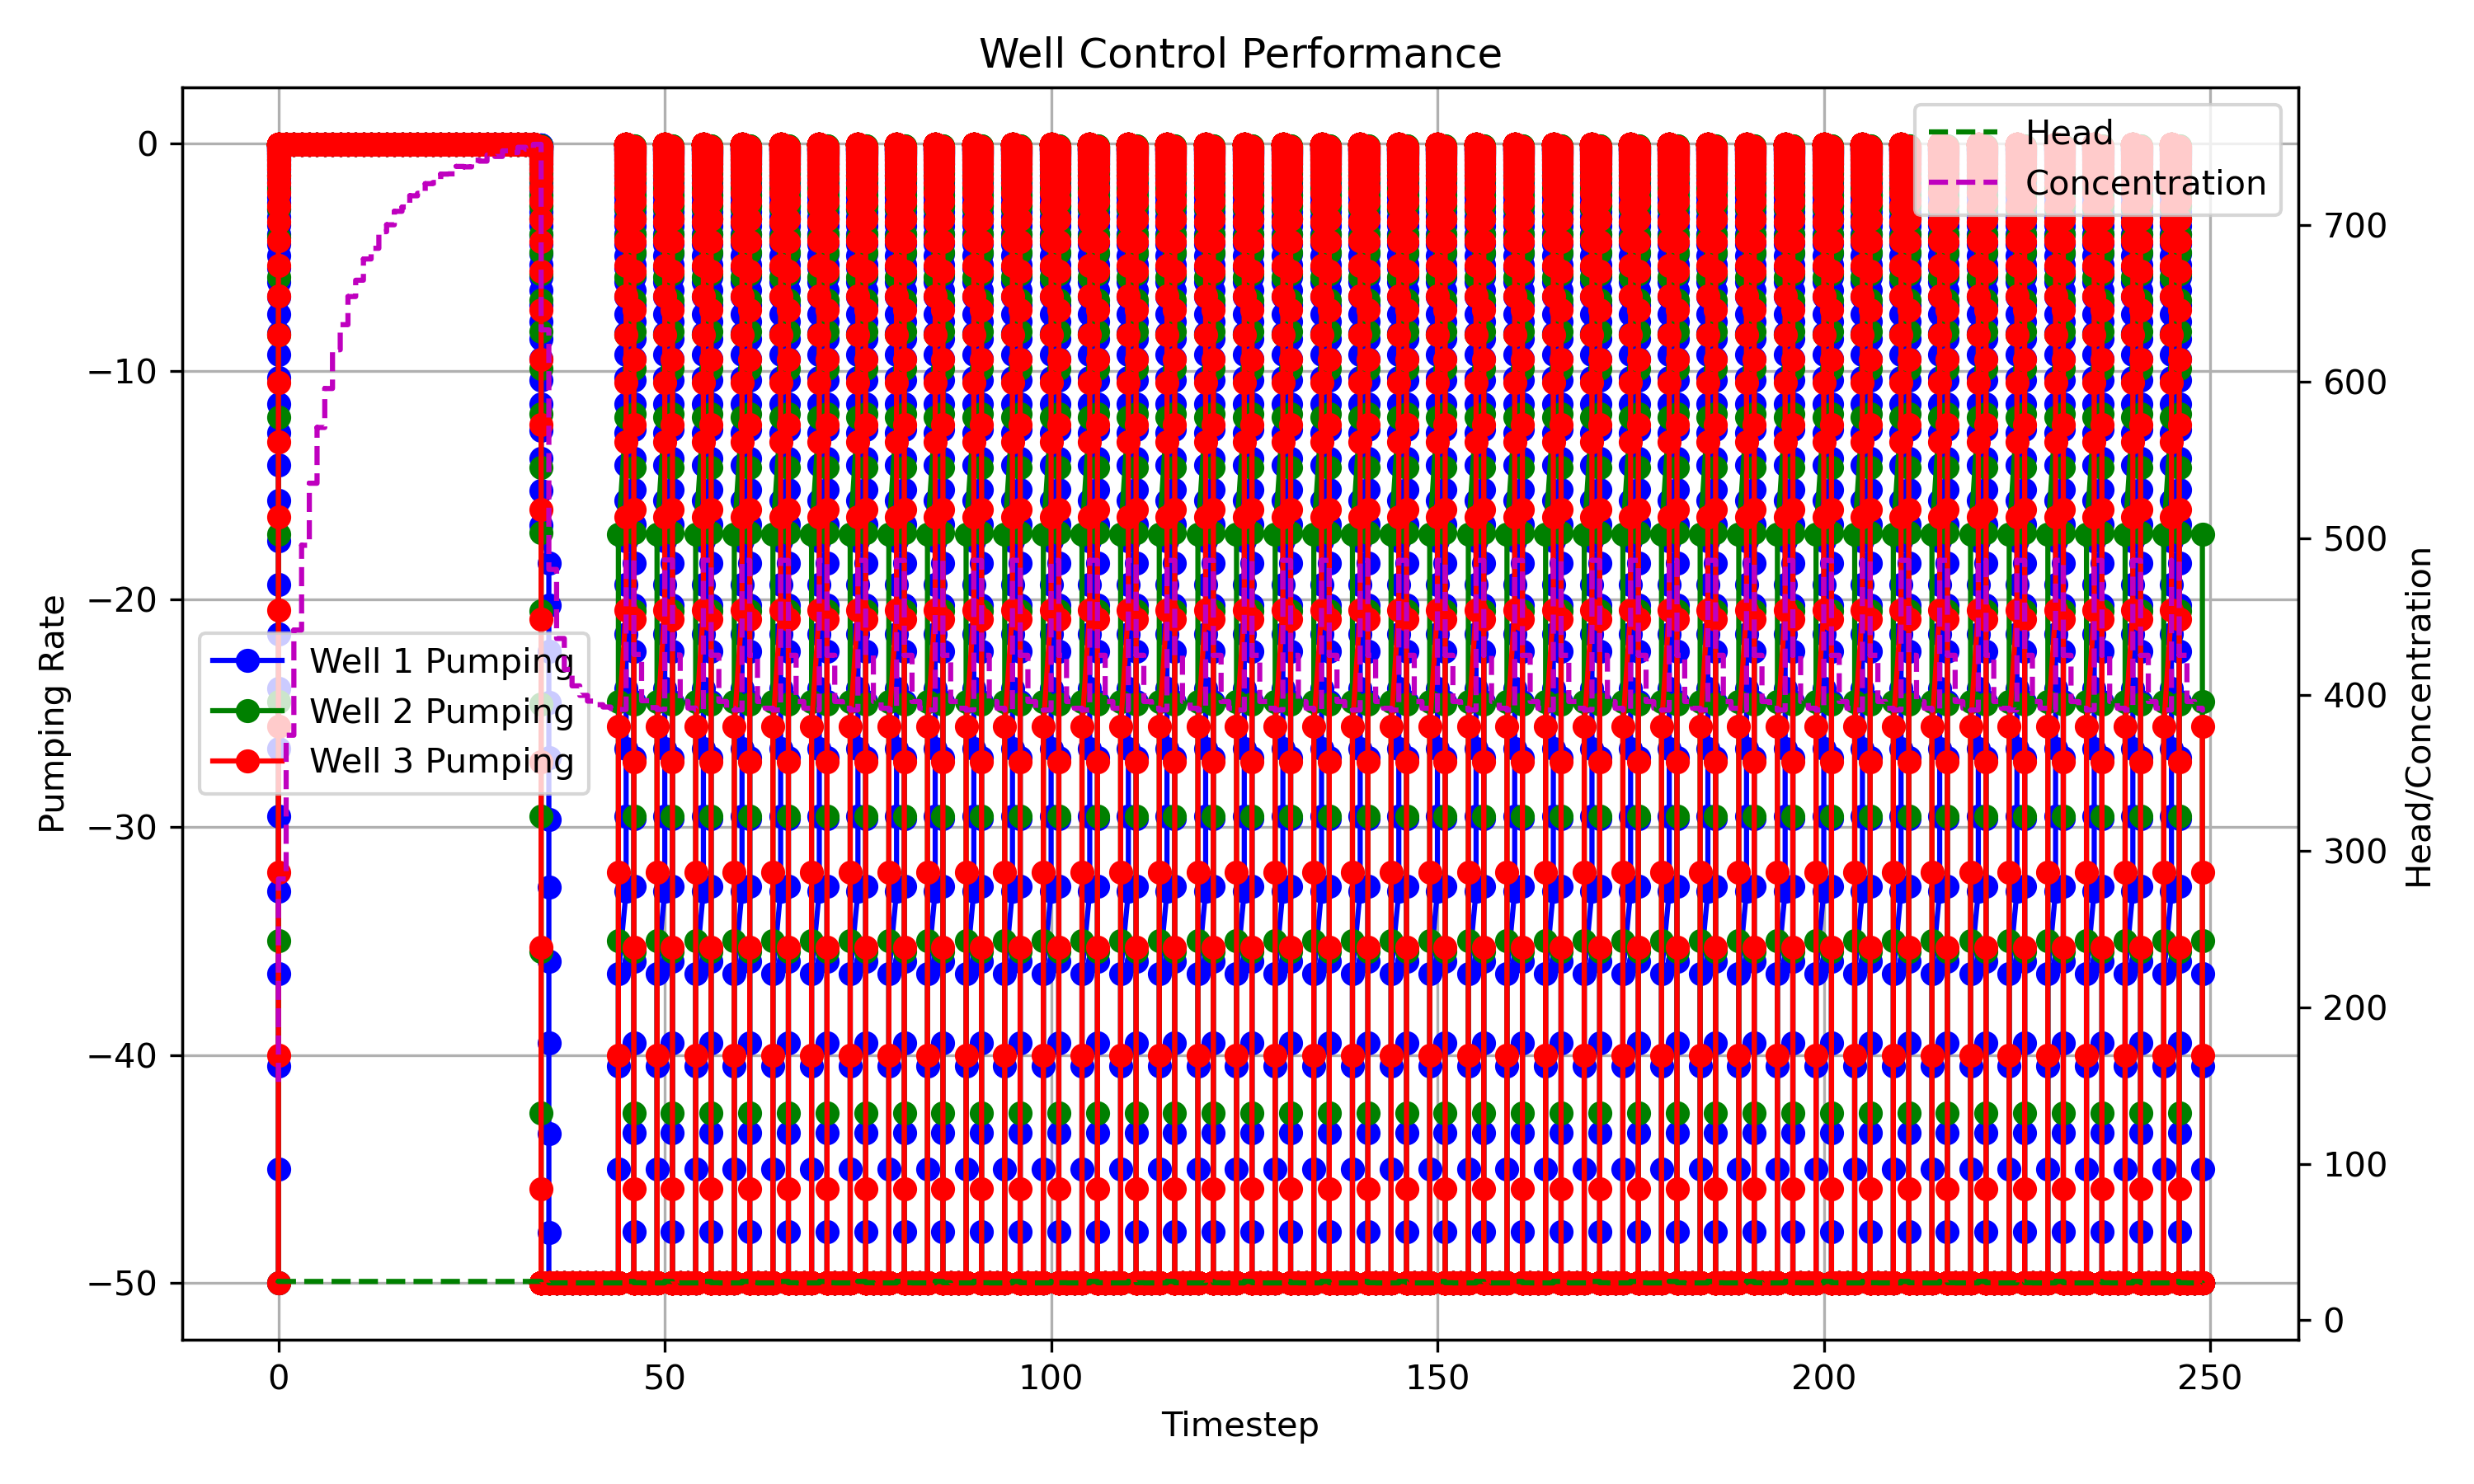 Well Control Performance
Head
Concentration
Well 1 Pumping
Well 2 Pumping
Well 3 Pumping
Pumping Rate
0
−10
−20
−30
−40
−50
Head/Concentration
700
600
500
400
300
200
100
0
0 50 100 150 200 250
Timestep